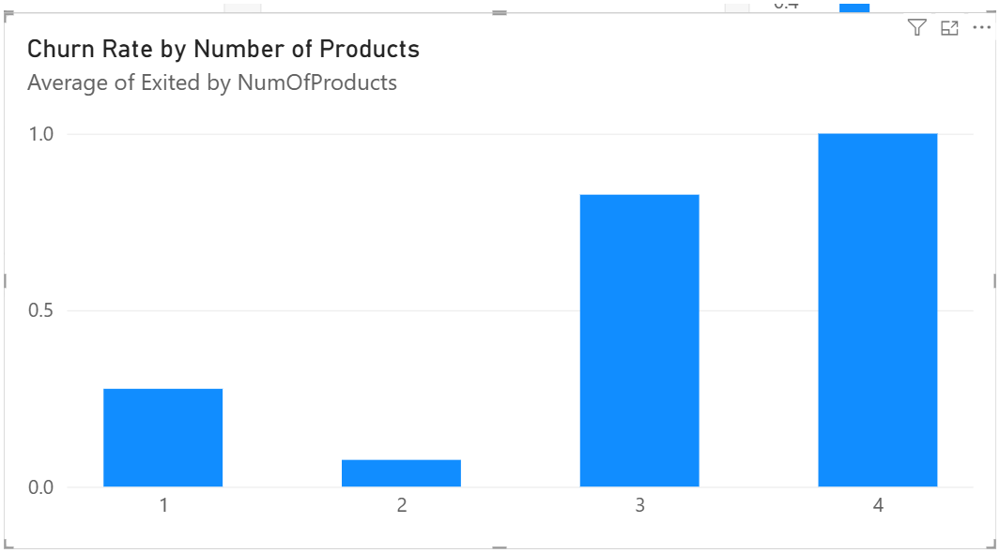 Churn Rate by Number of Products
Average of Exited by NumOfProducts
1.0
0.5
0.0
1 2 3 4